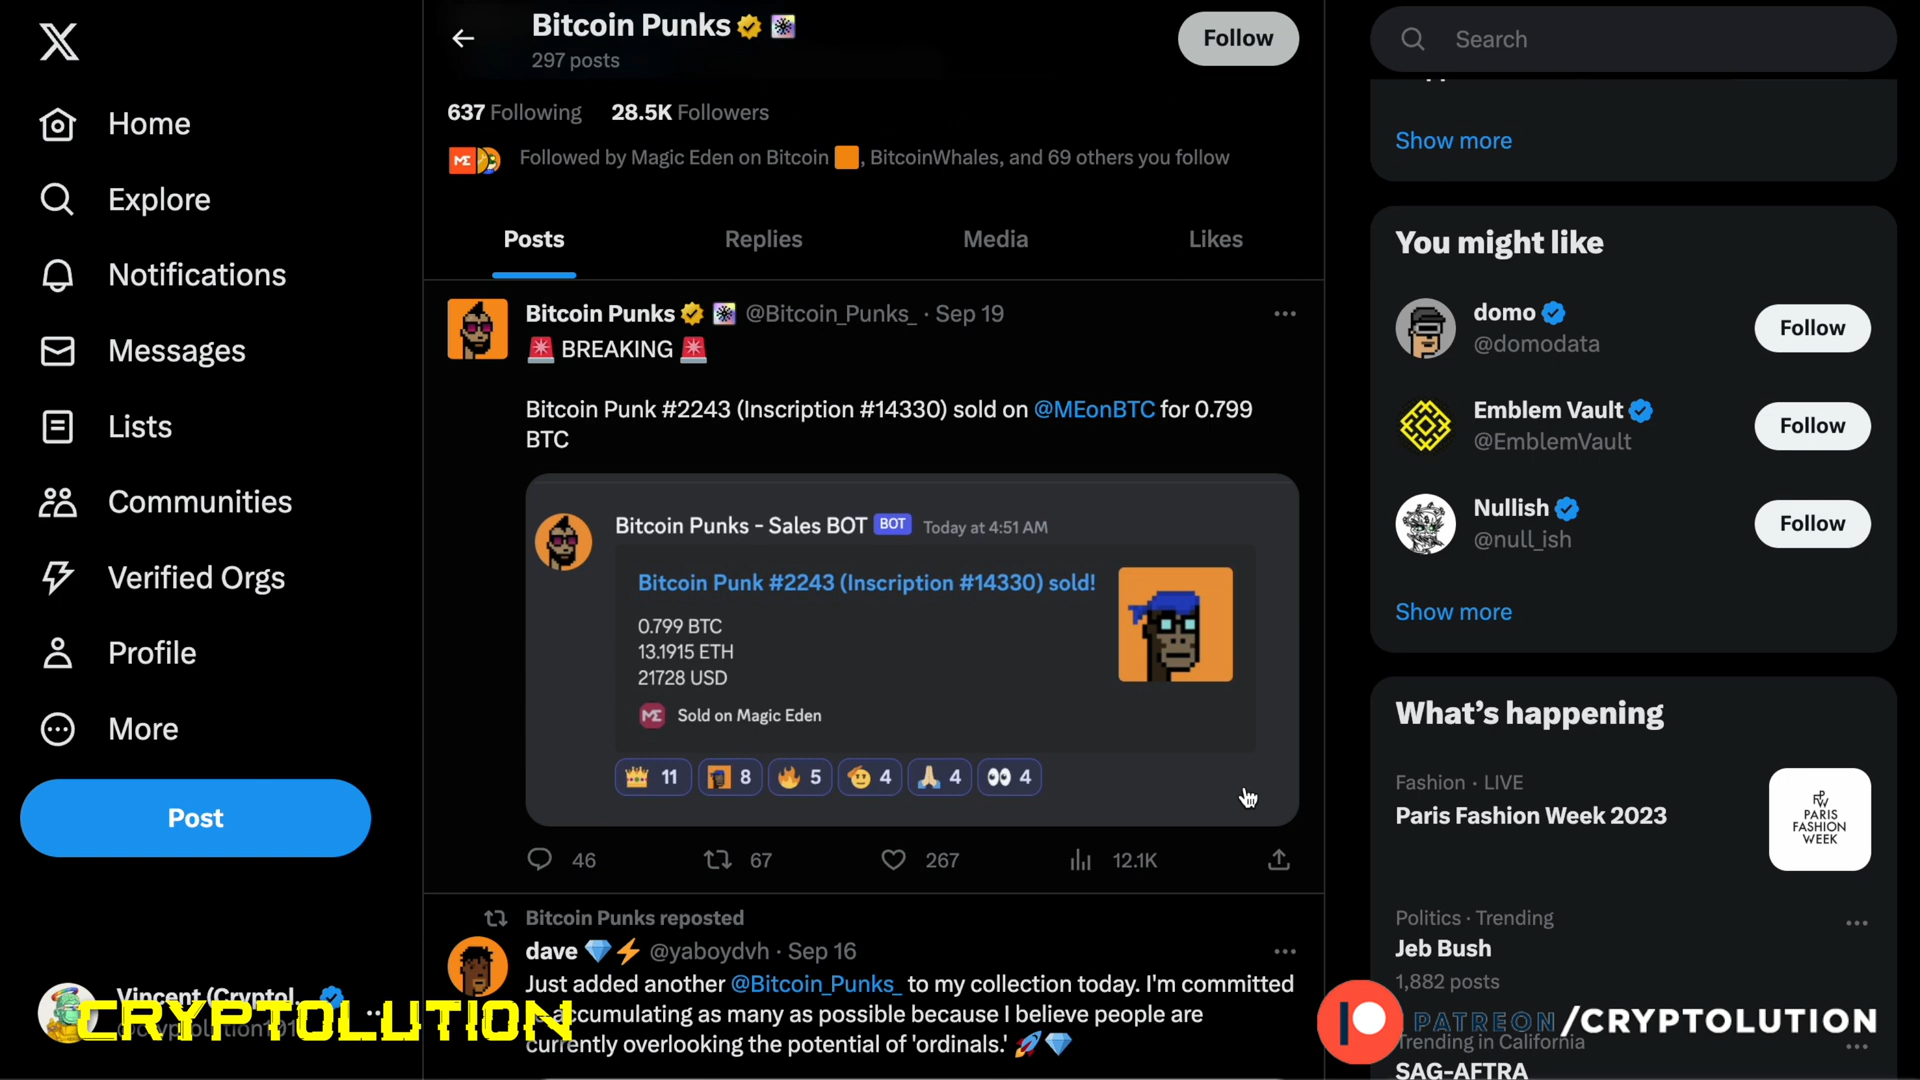 Home
Explore
Notifications
Messages
Lists
Communities
Verified Orgs
Profile
More
Post
Bitcoin Punks
297 posts
Follow
637 Following 28.5K Followers
ME
Followed by Magic Eden on Bitcoin 🟧, BitcoinWhales, and 69 others you follow
Posts Replies Media Likes
Bitcoin Punks @Bitcoin_Punks_ · Sep 19
🚨 BREAKING 🚨
Bitcoin Punk #2243 (Inscription #14330) sold on @MEonBTC for 0.799
BTC
Bitcoin Punks - Sales BOT BOT Today at 4:51 AM
Bitcoin Punk #2243 (Inscription #14330) sold!
0.799 BTC
13.1915 ETH
21728 USD
ME Sold on Magic Eden
👑 11 8 🔥 5 🫡 4 🙏 4 👀 4
46 67 267 12.1K
Bitcoin Punks reposted
dave 💎⚡ @yaboydvh · Sep 16
Just added another @Bitcoin_Punks_ to my collection today. I'm committed
accumulating as many as possible because I believe people are
currently overlooking the potential of 'ordinals.' 🚀💎
Search
Show more
You might like
domo
@domodata
Follow
Emblem Vault
@EmblemVault
Follow
Nullish
@null_ish
Follow
Show more
What's happening
Fashion · LIVE
Paris Fashion Week 2023
PFW
PARIS
FASHION
WEEK
Politics · Trending
Jeb Bush
1,882 posts
Trending in California
SAG-AFTRA
Vincent (Cryptol...
CRYPTOLUTION
PATREON/CRYPTOLUTION